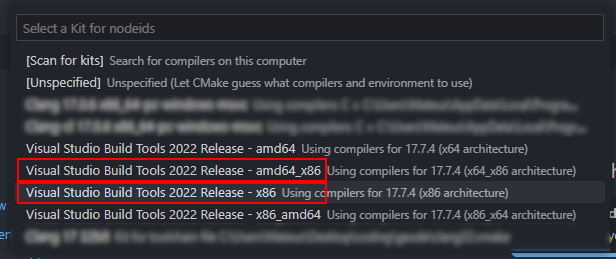 Select a Kit for nodeids
[Scan for kits] Search for compilers on this computer
[Unspecified] Unspecified (Let CMake guess what compilers and environment to use)
Visual Studio Build Tools 2022 Release - amd64 Using compilers for 17.7.4 (x64 architecture)
Visual Studio Build Tools 2022 Release - amd64_x86 Using compilers for 17.7.4 (x64_x86 architecture)
Visual Studio Build Tools 2022 Release - x86 Using compilers for 17.7.4 (x86 architecture)
Visual Studio Build Tools 2022 Release - x86_amd64 Using compilers for 17.7.4 (x86_x64 architecture)